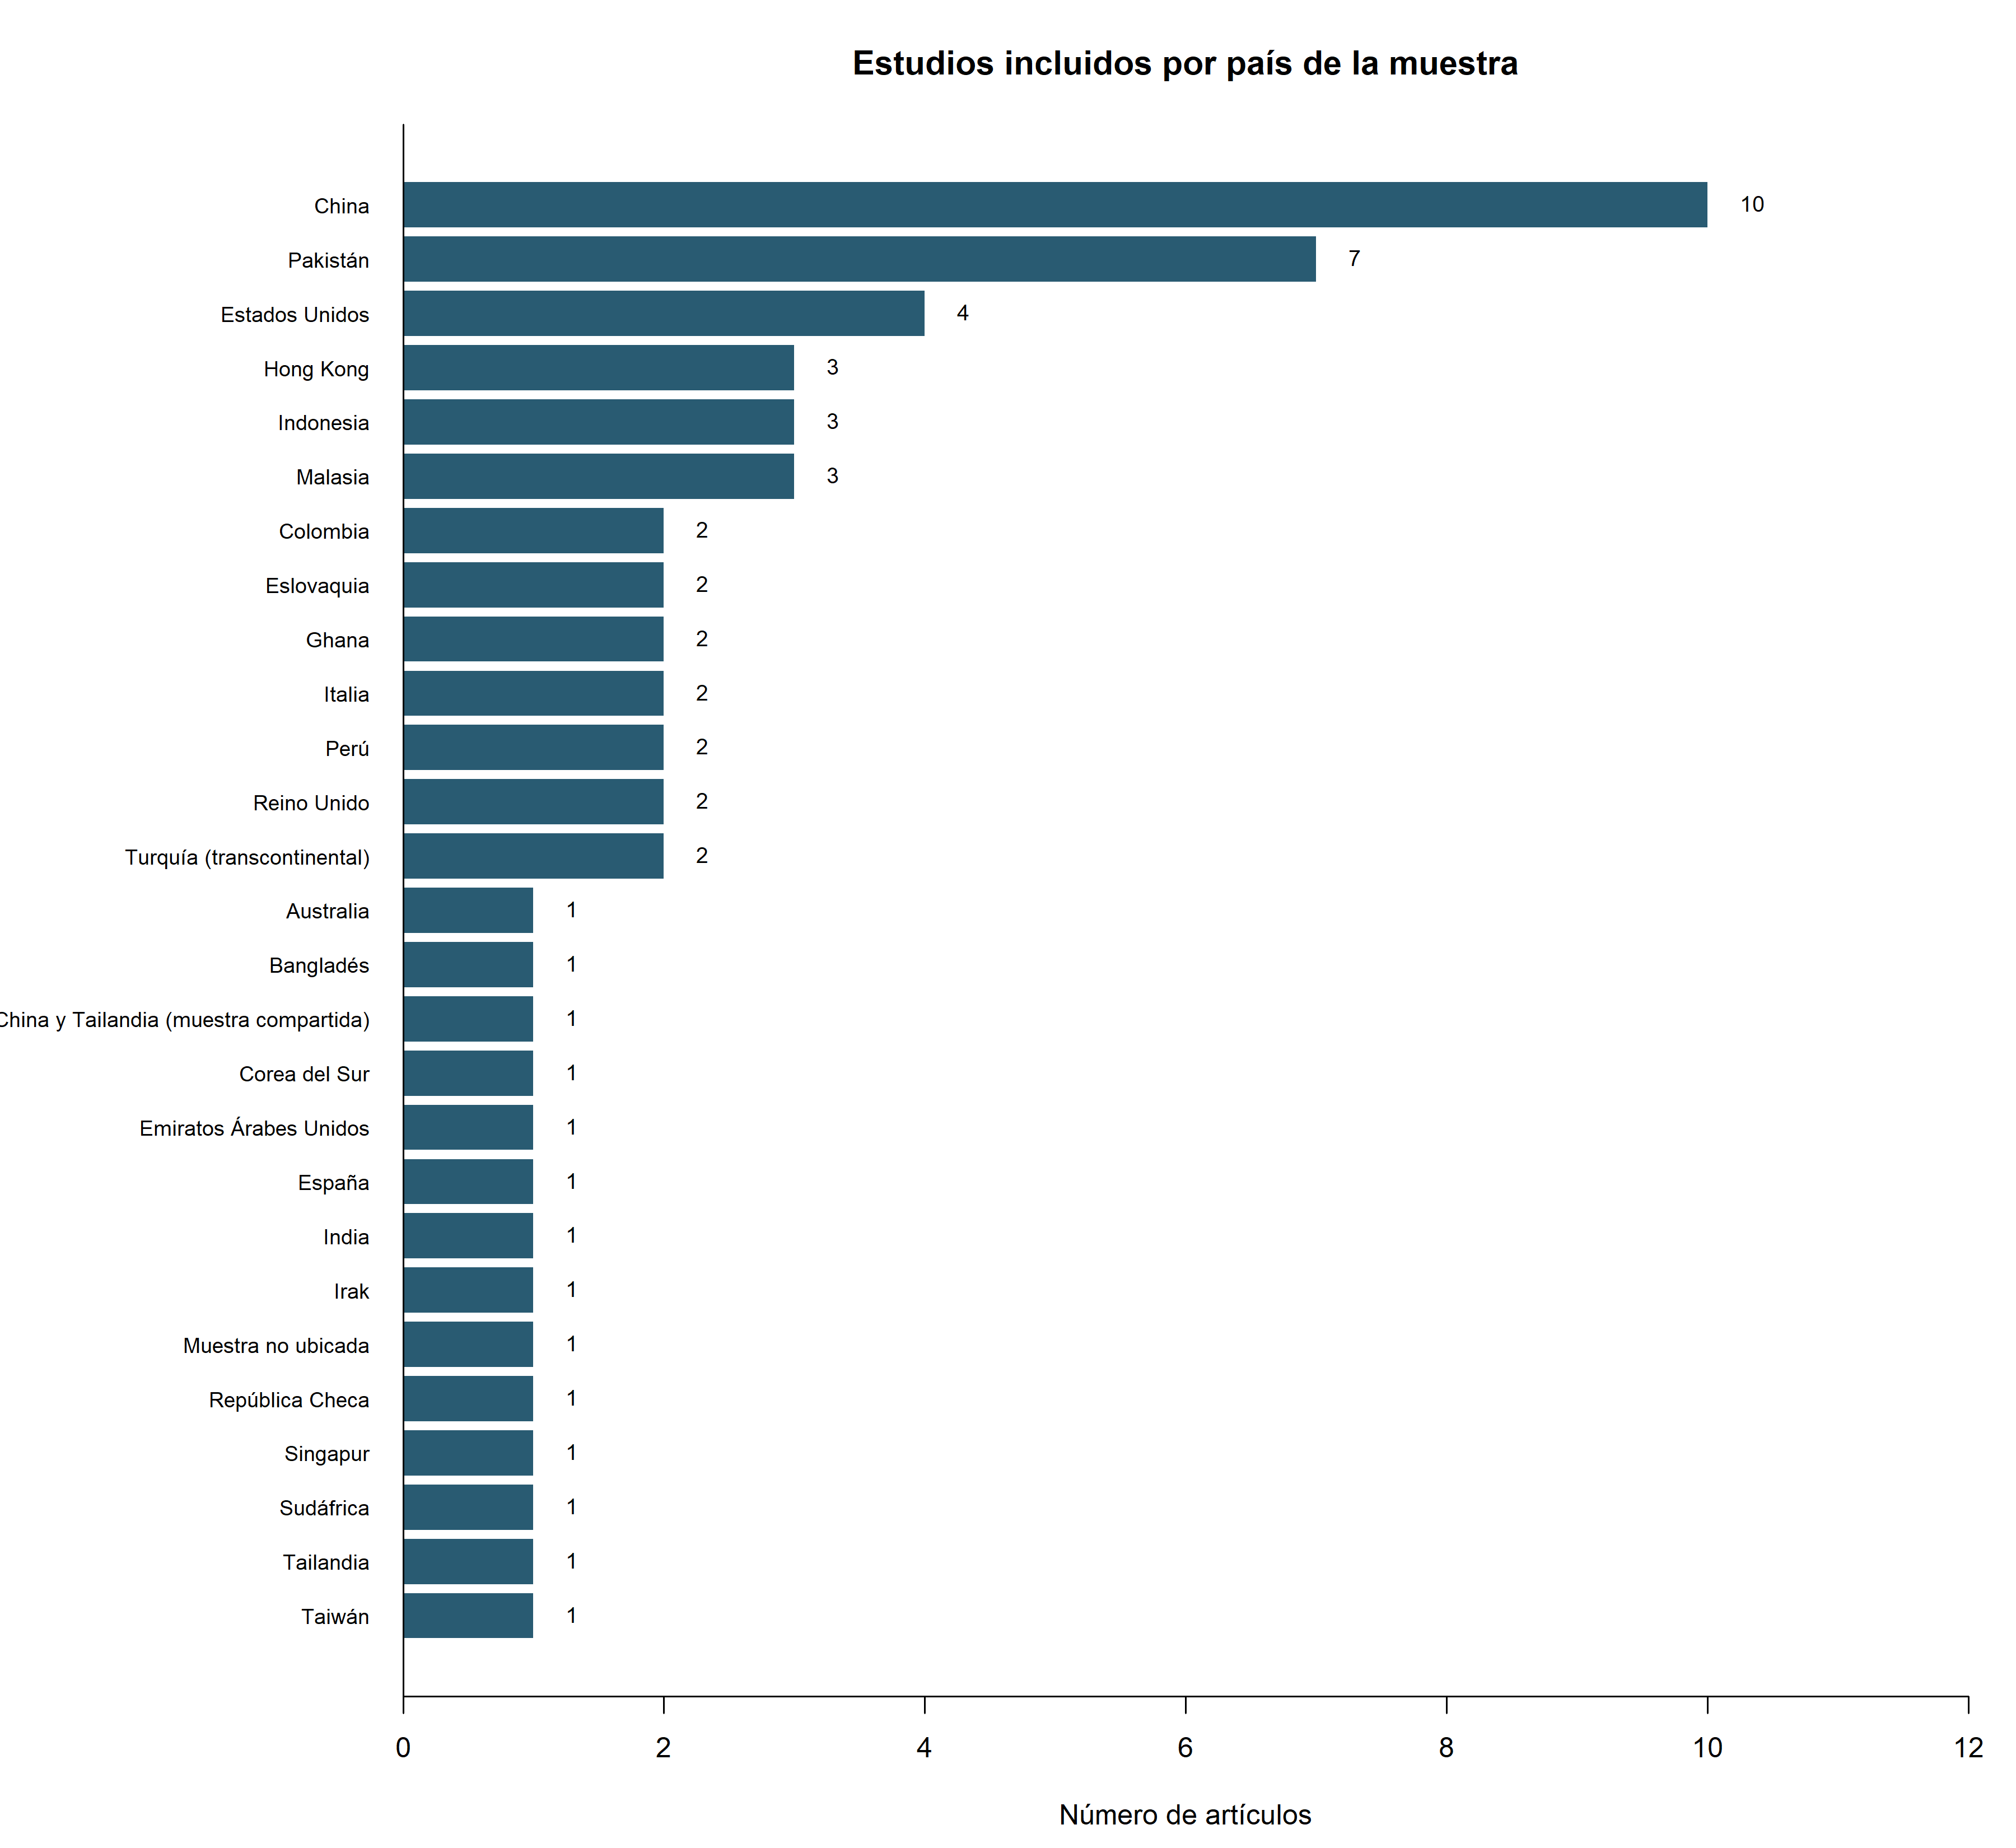 Estudios incluidos por país de la muestra
China 10
Pakistán 7
Estados Unidos 4
Hong Kong 3
Indonesia 3
Malasia 3
Colombia 2
Eslovaquia 2
Ghana 2
Italia 2
Perú 2
Reino Unido 2
Turquía (transcontinental) 2
Australia 1
Bangladés 1
China y Tailandia (muestra compartida) 1
Corea del Sur 1
Emiratos Árabes Unidos 1
España 1
India 1
Irak 1
Muestra no ubicada 1
República Checa 1
Singapur 1
Sudáfrica 1
Tailandia 1
Taiwán 1
0 2 4 6 8 10 12
Número de artículos